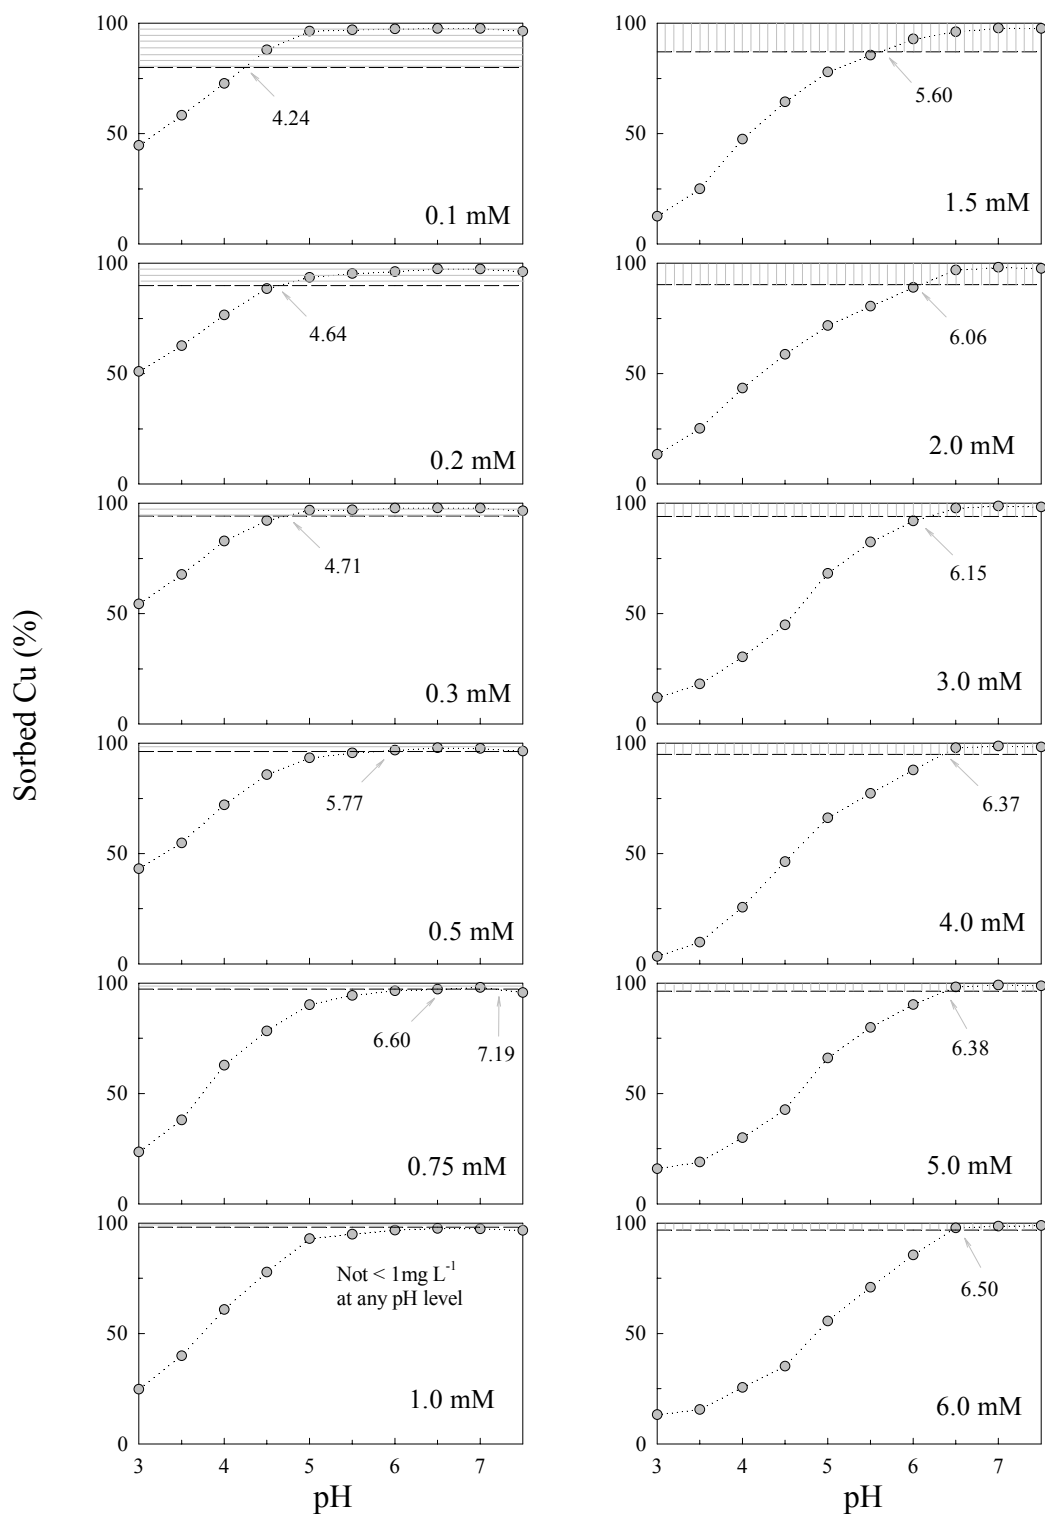 Sorbed Cu (%)
100
50
0
4.24
0.1 mM
100
50
0
4.64
0.2 mM
100
50
0
4.71
0.3 mM
100
50
0
5.77
0.5 mM
100
50
0
6.60
7.19
0.75 mM
100
50
0
Not < 1mg L⁻¹
at any pH level
1.0 mM
3 4 5 6 7
pH
100
50
0
5.60
1.5 mM
100
50
0
6.06
2.0 mM
100
50
0
6.15
3.0 mM
100
50
0
6.37
4.0 mM
100
50
0
6.38
5.0 mM
100
50
0
6.50
6.0 mM
3 4 5 6 7
pH